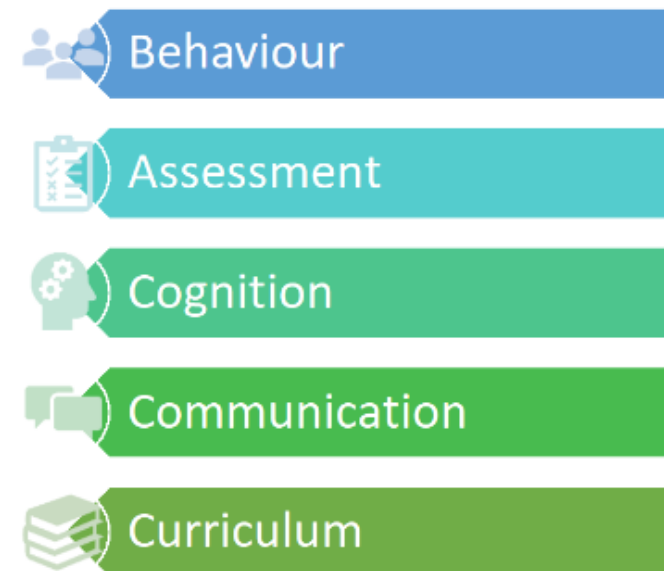 Behaviour
Assessment
Cognition
Communication
Curriculum